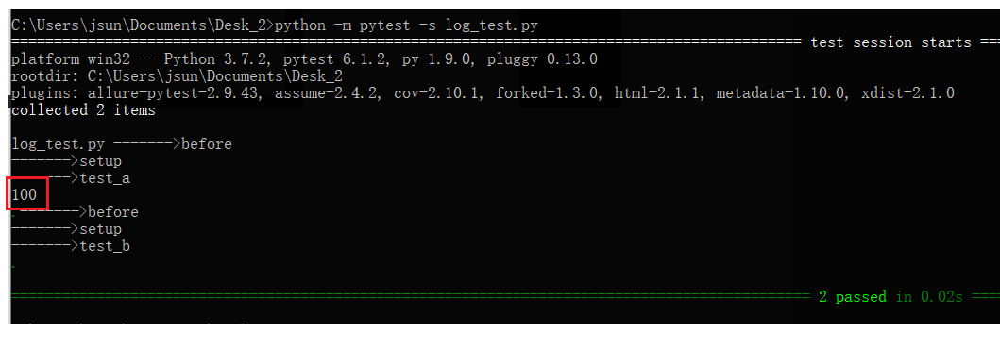 C:\Users\jsun\Documents\Desk_2>python -m pytest -s log_test.py
============================================================================================= test session starts ==
platform win32 -- Python 3.7.2, pytest-6.1.2, py-1.9.0, pluggy-0.13.0
rootdir: C:\Users\jsun\Documents\Desk_2
plugins: allure-pytest-2.9.43, assume-2.4.2, cov-2.10.1, forked-1.3.0, html-2.1.1, metadata-1.10.0, xdist-2.1.0
collected 2 items
log_test.py ------->before
------->setup
------->test_a
100
.------->before
------->setup
------->test_b
.
============================================================================================== 2 passed in 0.02s ===